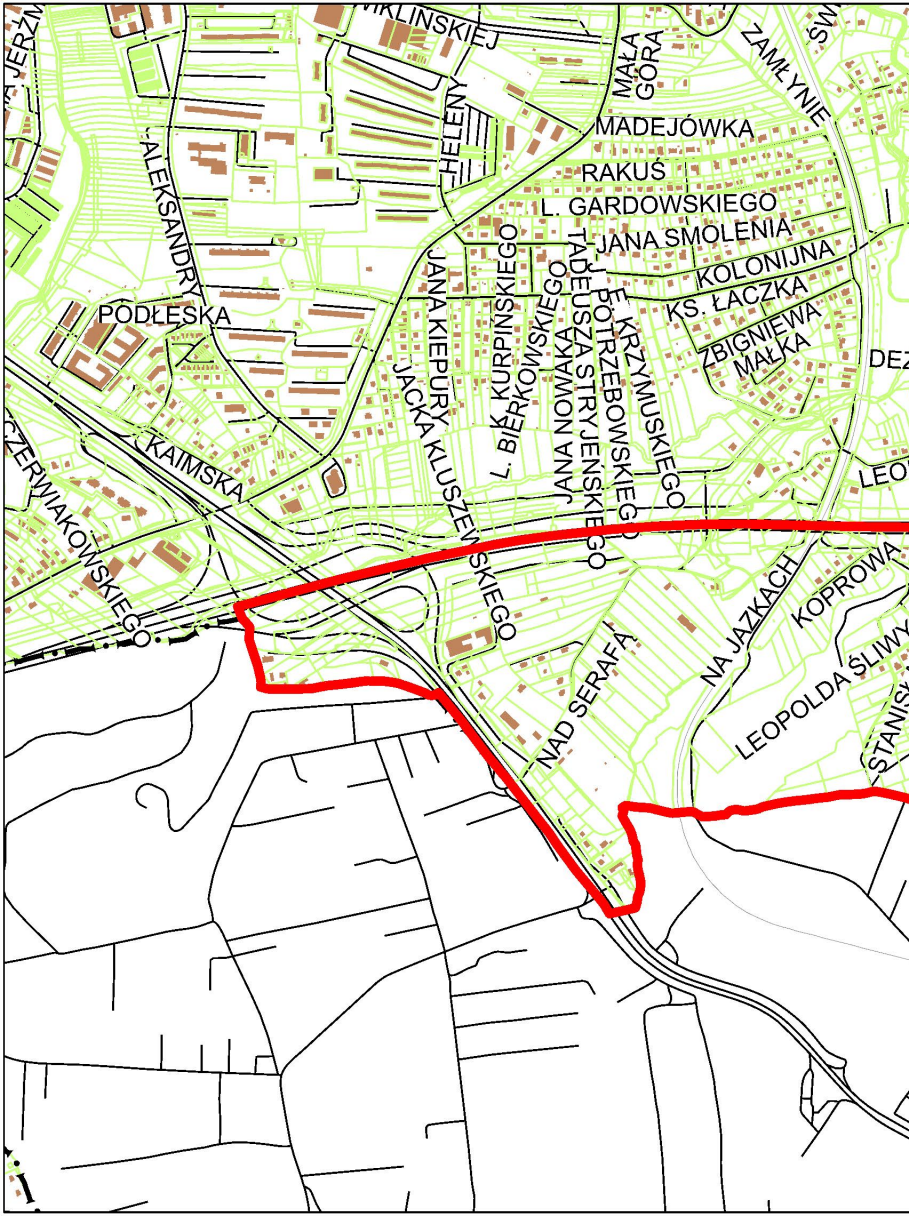 WIKLIŃSKIEJ
MAŁA
GÓRA
ZAMŁYNIE
HELENY
MADEJÓWKA
RAKUŚ
L. GARDOWSKIEGO
JANA SMOLENIA
KOLONIJNA
KS. ŁACZKA
ZBIGNIEWA
MAŁKA
ALEKSANDRY
PODŁĘSKA
JANA KIEPURY
K. KURPIŃSKIEGO
L. BIERKOWSKIEGO
JANA NOWAKA
TADEUSZA STRYJEŃSKIEGO
J. POTRZEBOWSKIEGO
E. KRZYMUSKIEGO
JACKA KLUSZEWSKIEGO
KAIMSKA
CZERWIAKOWSKIEGO
NAD SERAFĄ
NA JAZKACH
KOPROWA
LEOPOLDA ŚLIWY